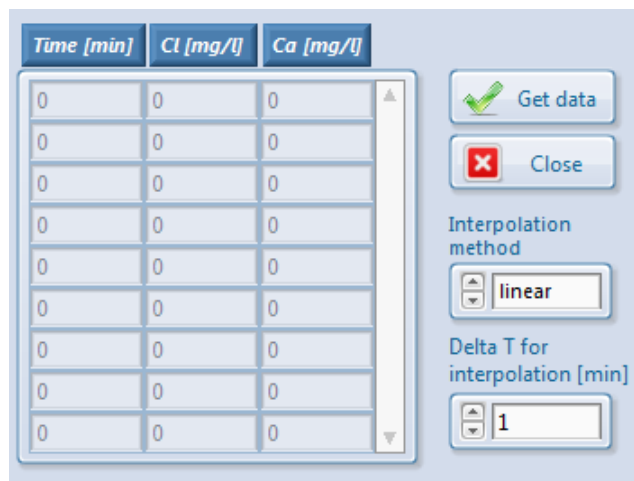 Time [min] Cl [mg/l] Ca [mg/l]
0 0 0
0 0 0
0 0 0
0 0 0
0 0 0
0 0 0
0 0 0
0 0 0
0 0 0
Get data
Close
Interpolation
method
linear
Delta T for
interpolation [min]
1